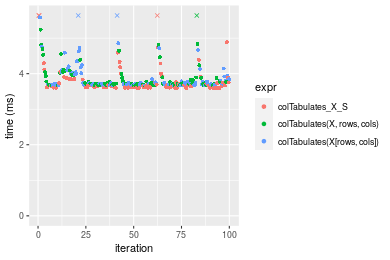 time (ms)
4
2
0
0
25
50
75
100
iteration
expr
colTabulates_X_S
colTabulates(X, rows, cols)
colTabulates(X[rows, cols])